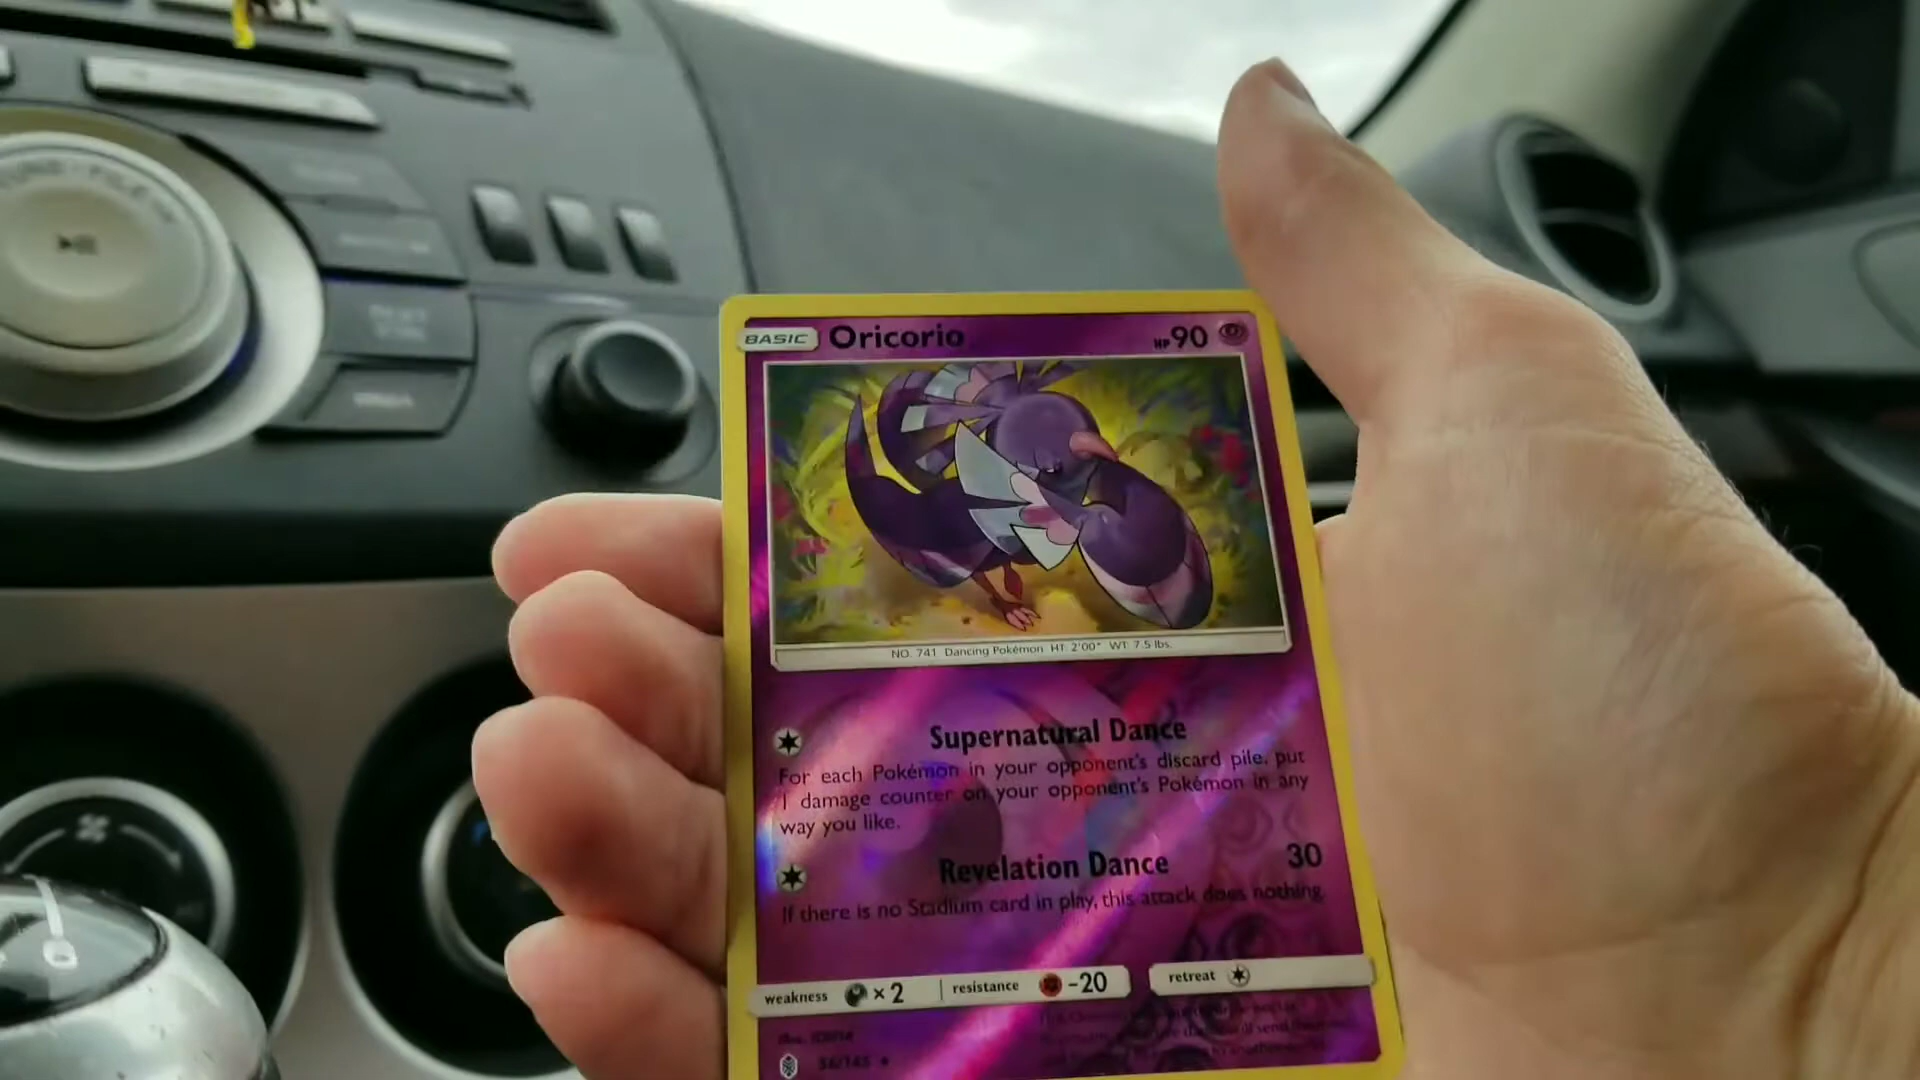 BASIC Oricorio HP90
NO. 741 Dancing Pokémon HT: 2'00" WT: 7.5 lbs.
Supernatural Dance
For each Pokémon in your opponent's discard pile, put
1 damage counter on your opponent's Pokémon in any
way you like.
Revelation Dance 30
If there is no Stadium card in play, this attack does nothing.
weakness ×2 resistance -20 retreat
56/145